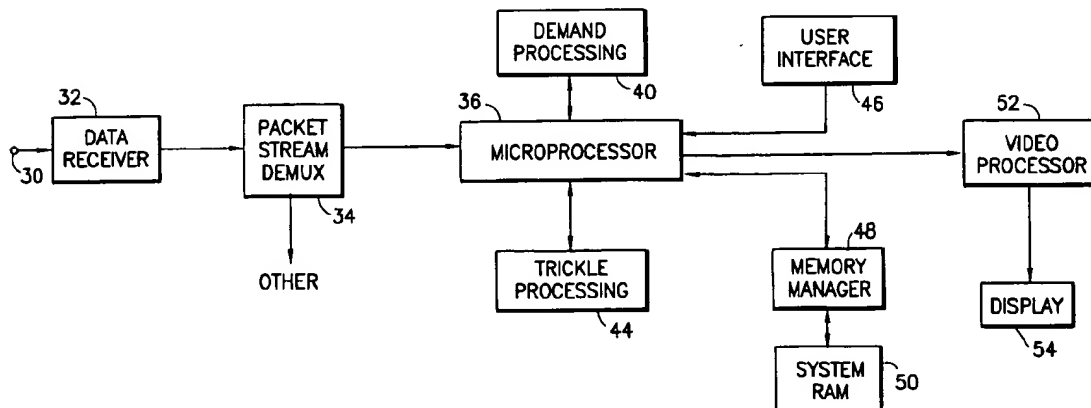 DEMAND
PROCESSING
40
USER
INTERFACE
46
32
DATA
RECEIVER
30
PACKET
STREAM
DEMUX
34
OTHER
36
MICROPROCESSOR
52
VIDEO
PROCESSOR
TRICKLE
PROCESSING
44
48
MEMORY
MANAGER
DISPLAY
54
SYSTEM
RAM
50